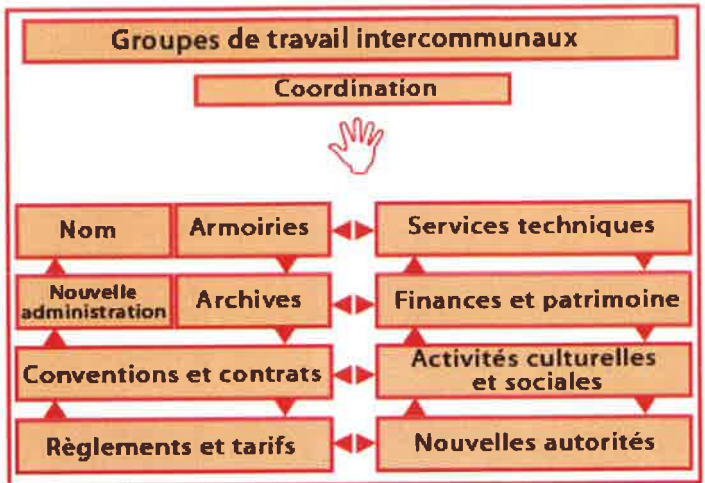 Groupes de travail intercommunaux
Coordination
Nom
Armoiries
Services techniques
Nouvelle
administration
Archives
Finances et patrimoine
Conventions et contrats
Activités culturelles
et sociales
Règlements et tarifs
Nouvelles autorités